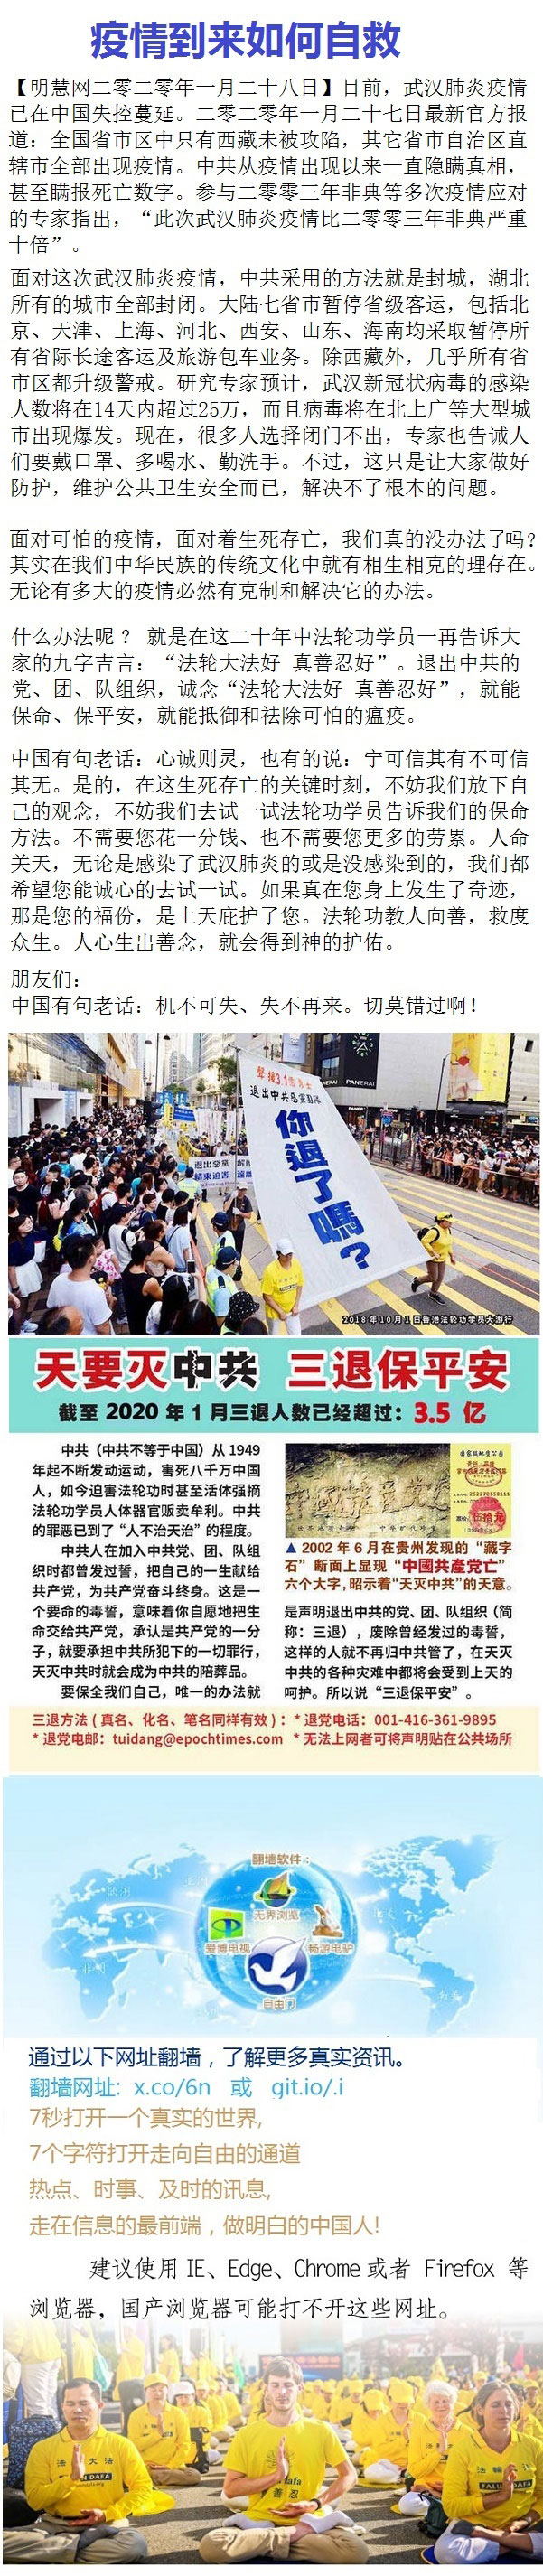 疫情到来如何自救
【明慧网二零二零年一月二十八日】目前，武汉肺炎疫情
已在中国失控蔓延。二零二零年一月二十七日最新官方报
道：全国省市区中只有西藏未被攻陷，其它省市自治区直
辖市全部出现疫情。中共从疫情出现以来一直隐瞒真相，
甚至瞒报死亡数字。参与二零零三年非典等多次疫情应对
的专家指出，“此次武汉肺炎疫情比二零零三年非典严重
十倍”。
面对这次武汉肺炎疫情，中共采用的方法就是封城，湖北
所有的城市全部封闭。大陆七省市暂停省级客运，包括北
京、天津、上海、河北、西安、山东、海南均采取暂停所
有省际长途客运及旅游包车业务。除西藏外，几乎所有省
市区都升级警戒。研究专家预计，武汉新冠状病毒的感染
人数将在14天内超过25万，而且病毒将在北上广等大型城
市出现爆发。现在，很多人选择闭门不出，专家也告诫人
们要戴口罩、多喝水、勤洗手。不过，这只是让大家做好
防护，维护公共卫生安全而已，解决不了根本的问题。
面对可怕的疫情，面对着生死存亡，我们真的没办法了吗？
其实在我们中华民族的传统文化中就有相生相克的理存在。
无论有多大的疫情必然有克制和解决它的办法。
什么办法呢？ 就是在这二十年中法轮功学员一再告诉大
家的九字吉言：“法轮大法好 真善忍好”。退出中共的
党、团、队组织，诚念“法轮大法好 真善忍好”，就能
保命、保平安，就能抵御和祛除可怕的瘟疫。
中国有句老话：心诚则灵，也有的说：宁可信其有不可信
其无。是的，在这生死存亡的关键时刻，不妨我们放下自
己的观念，不妨我们去试一试法轮功学员告诉我们的保命
方法。不需要您花一分钱、也不需要您更多的劳累。人命
关天，无论是感染了武汉肺炎的或是没感染到的，我们都
希望您能诚心的去试一试。如果真在您身上发生了奇迹，
那是您的福份，是上天庇护了您。法轮功教人向善，救度
众生。人心生出善念，就会得到神的护佑。
朋友们：
中国有句老话：机不可失、失不再来。切莫错过啊！
PANERAI
PANERAI
退出中共惡黨團隊
你退了嗎？
2018年10月1日香港法轮功学员大游行
天要灭中共 三退保平安
截至 2020 年 1 月三退人数已经超过：3.5 亿
中共（中共不等于中国）从 1949
年起不断发动运动，害死八千万中国
人，如今迫害法轮功时甚至活体强摘
法轮功学员人体器官贩卖牟利。中共
的罪恶已到了 “人不治天治” 的程度。
中共人在加入中共党、团、队组
织时都曾发过誓，把自己的一生献给
共产党，为共产党奋斗终身。这是一
个要命的毒誓，意味着你自愿地把生
命交给共产党，承认是共产党的一分
子，就要承担中共所犯下的一切罪行，
天灭中共时就会成为中共的陪葬品。
要保全我们自己，唯一的办法就
▲ 2002 年 6 月在贵州发现的 “藏字
石” 断面上显现 “中國共產党亡”
六个大字，昭示着“天灭中共”的天意。
是声明退出中共的党、团、队组织（简
称：三退），废除曾经发过的毒誓，
这样的人就不再归中共管了，在天灭
中共的各种灾难中都将会受到上天的
呵护。所以说 “三退保平安” 。
三退方法 ( 真名、化名、笔名同样有效 ) ：* 退党电话：001-416-361-9895
* 退党电邮：tuidang@epochtimes.com * 无法上网者可将声明贴在公共场所
翻墙软件：
无界浏览
爱博电视
畅游电驴
自由门
欧洲
非洲
通过以下网址翻墙，了解更多真实资讯。
翻墙网址：x.co/6n 或 git.io/.i
7秒打开一个真实的世界,
7个字符打开走向自由的通道
热点、时事、及时的讯息,
走在信息的最前端，做明白的中国人!
建议使用 IE、Edge、Chrome 或者 Firefox 等
浏览器，国产浏览器可能打不开这些网址。
法 大 法
FALUN DAFA